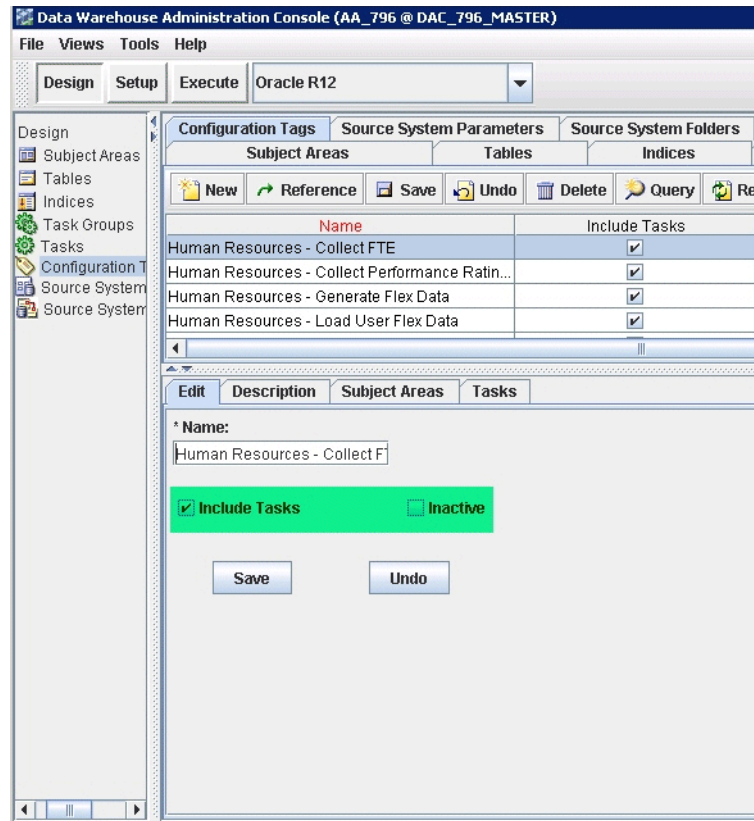 Data Warehouse Administration Console (AA_796 @ DAC_796_MASTER)
File Views Tools Help
Design Setup Execute Oracle R12
Design
Subject Areas
Tables
Indices
Task Groups
Tasks
Configuration T
Source System
Source System
Configuration Tags Source System Parameters Source System Folders
Subject Areas Tables Indices
New Reference Save Undo Delete Query Re
Name Include Tasks
Human Resources - Collect FTE
Human Resources - Collect Performance Ratin...
Human Resources - Generate Flex Data
Human Resources - Load User Flex Data
Edit Description Subject Areas Tasks
* Name:
Human Resources - Collect FT
Include Tasks Inactive
Save Undo